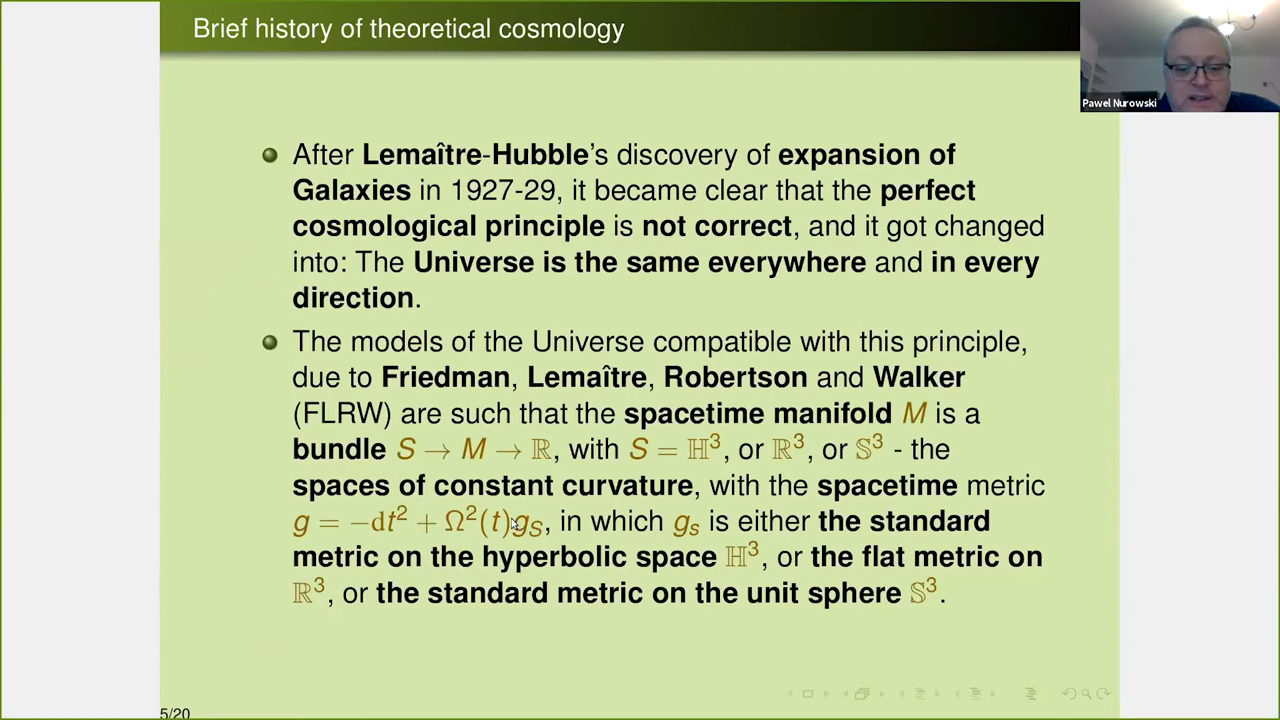 Brief history of theoretical cosmology
Pawel Nurowski
After Lemaître-Hubble's discovery of expansion of
Galaxies in 1927-29, it became clear that the perfect
cosmological principle is not correct, and it got changed
into: The Universe is the same everywhere and in every
direction.
The models of the Universe compatible with this principle,
due to Friedman, Lemaître, Robertson and Walker
(FLRW) are such that the spacetime manifold M is a
bundle S → M → ℝ, with S = ℍ³, or ℝ³, or 𝕊³ - the
spaces of constant curvature, with the spacetime metric
g = −dt² + Ω²(t)g_S, in which g_s is either the standard
metric on the hyperbolic space ℍ³, or the flat metric on
ℝ³, or the standard metric on the unit sphere 𝕊³.
5/20